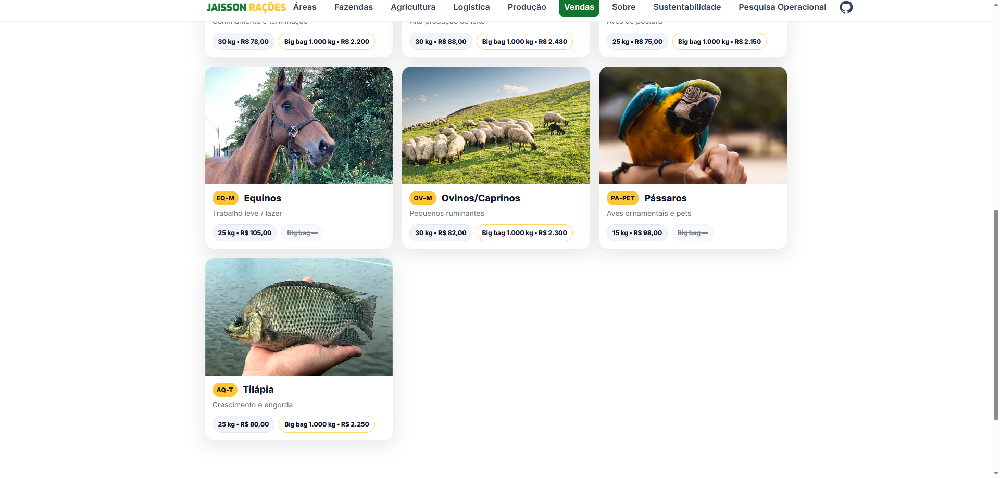 JAISSON RAÇÕES Áreas Fazendas Agricultura Logística Produção Vendas Sobre Sustentabilidade Pesquisa Operacional
Confinamento e terminação Alta produção de leite Aves de postura
30 kg • R$ 78,00 Big bag 1.000 kg • R$ 2.200 30 kg • R$ 88,00 Big bag 1.000 kg • R$ 2.480 25 kg • R$ 75,00 Big bag 1.000 kg • R$ 2.150
EQ-M Equinos
Trabalho leve / lazer
25 kg • R$ 105,00 Big bag —
OV-M Ovinos/Caprinos
Pequenos ruminantes
30 kg • R$ 82,00 Big bag 1.000 kg • R$ 2.300
PA-PET Pássaros
Aves ornamentais e pets
15 kg • R$ 98,00 Big bag —
AQ-T Tilápia
Crescimento e engorda
25 kg • R$ 80,00 Big bag 1.000 kg • R$ 2.250